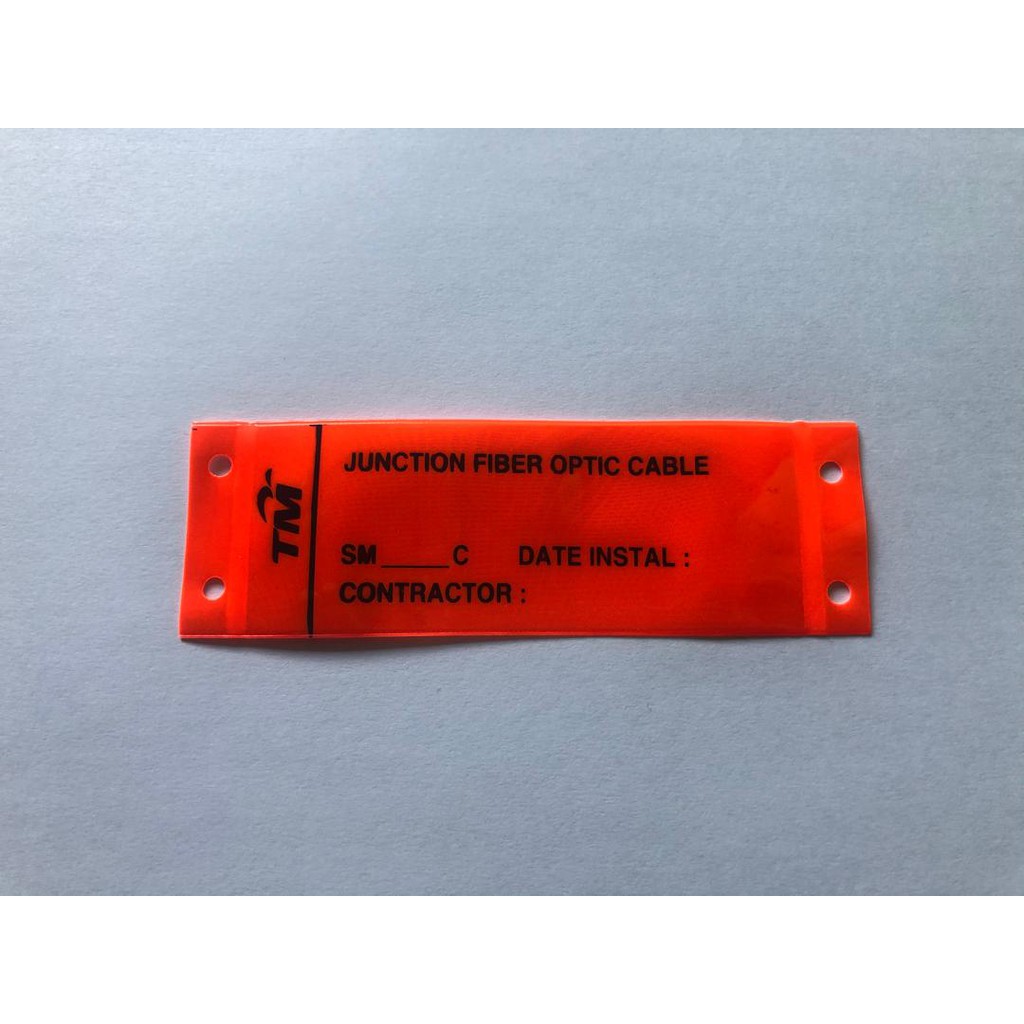 TM
JUNCTION FIBER OPTIC CABLE
SM_____C DATE INSTAL :
CONTRACTOR :